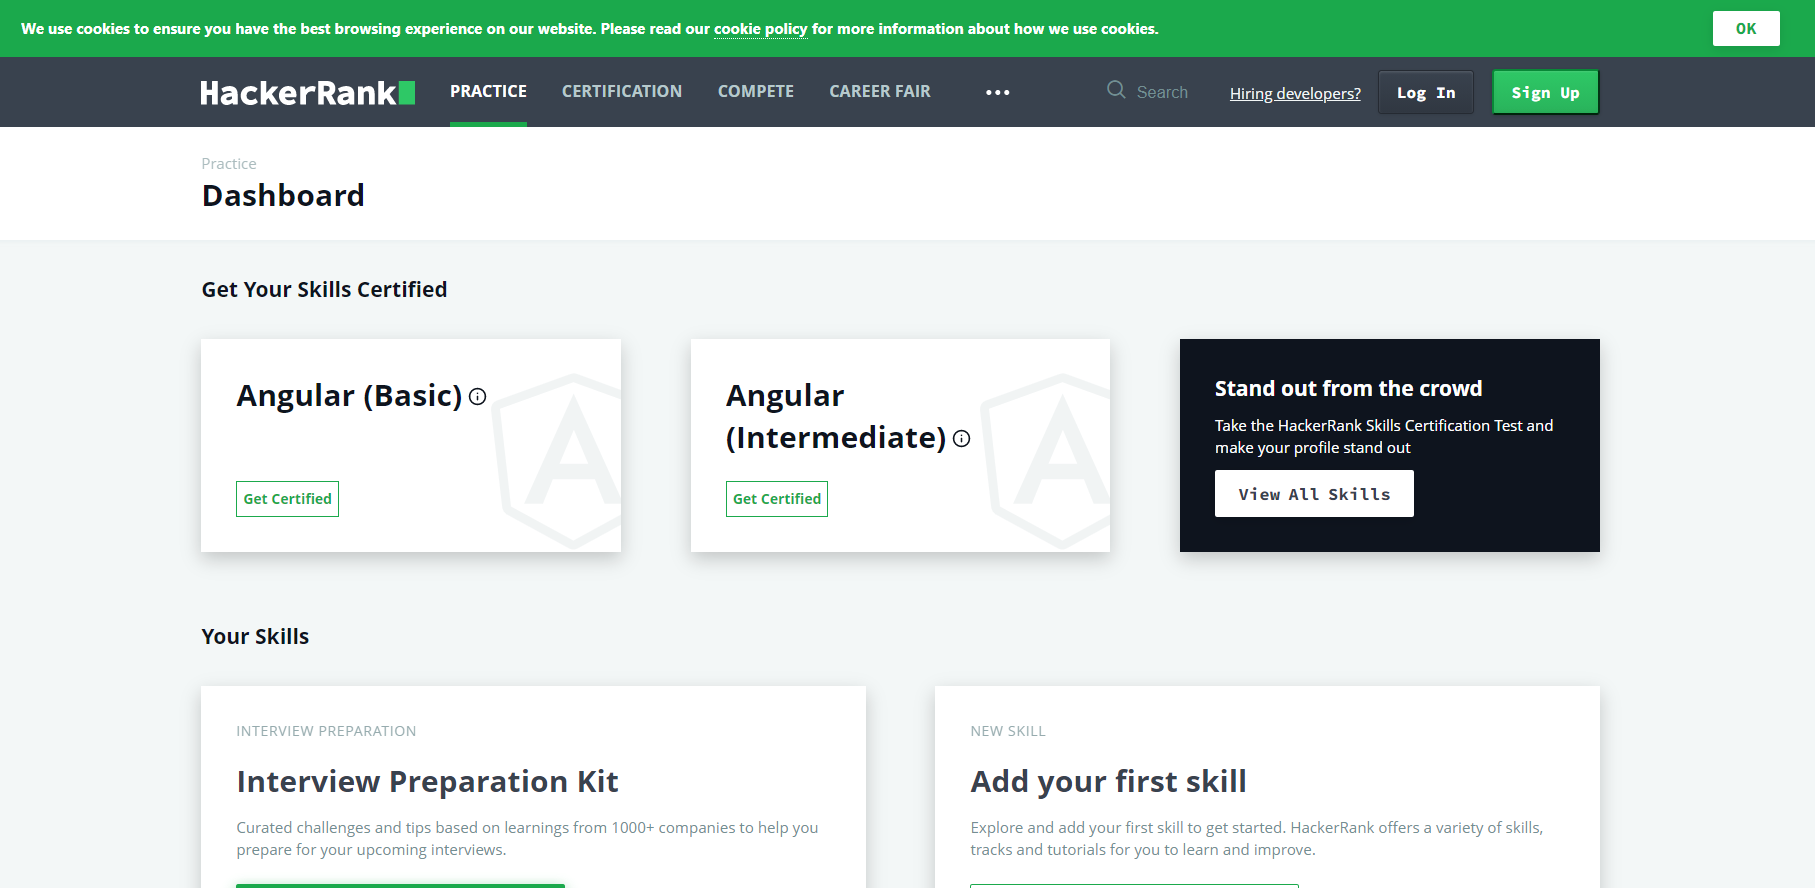 We use cookies to ensure you have the best browsing experience on our website. Please read our cookie policy for more information about how we use cookies.
OK
HackerRank
PRACTICE
CERTIFICATION
COMPETE
CAREER FAIR
•••
Search
Hiring developers?
Log In
Sign Up
Practice
Dashboard
Get Your Skills Certified
Angular (Basic)
Get Certified
Angular
(Intermediate)
Get Certified
Stand out from the crowd
Take the HackerRank Skills Certification Test and
make your profile stand out
View All Skills
Your Skills
INTERVIEW PREPARATION
Interview Preparation Kit
Curated challenges and tips based on learnings from 1000+ companies to help you
prepare for your upcoming interviews.
NEW SKILL
Add your first skill
Explore and add your first skill to get started. HackerRank offers a variety of skills,
tracks and tutorials for you to learn and improve.